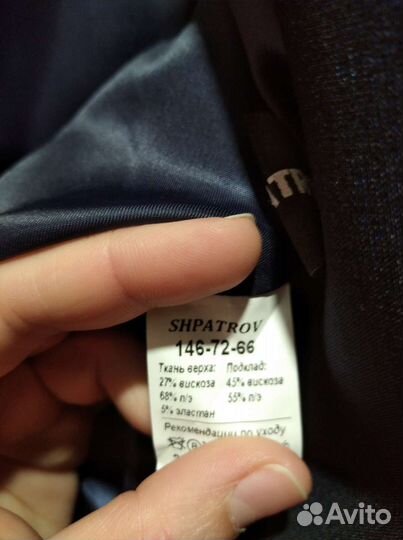 SHPATROV
146-72-66
Ткань верха: Подклад:
27% вискоза 45% вискоза
68% п/э 55% п/э
5% эластан
Рекомендации по уходу
Avito